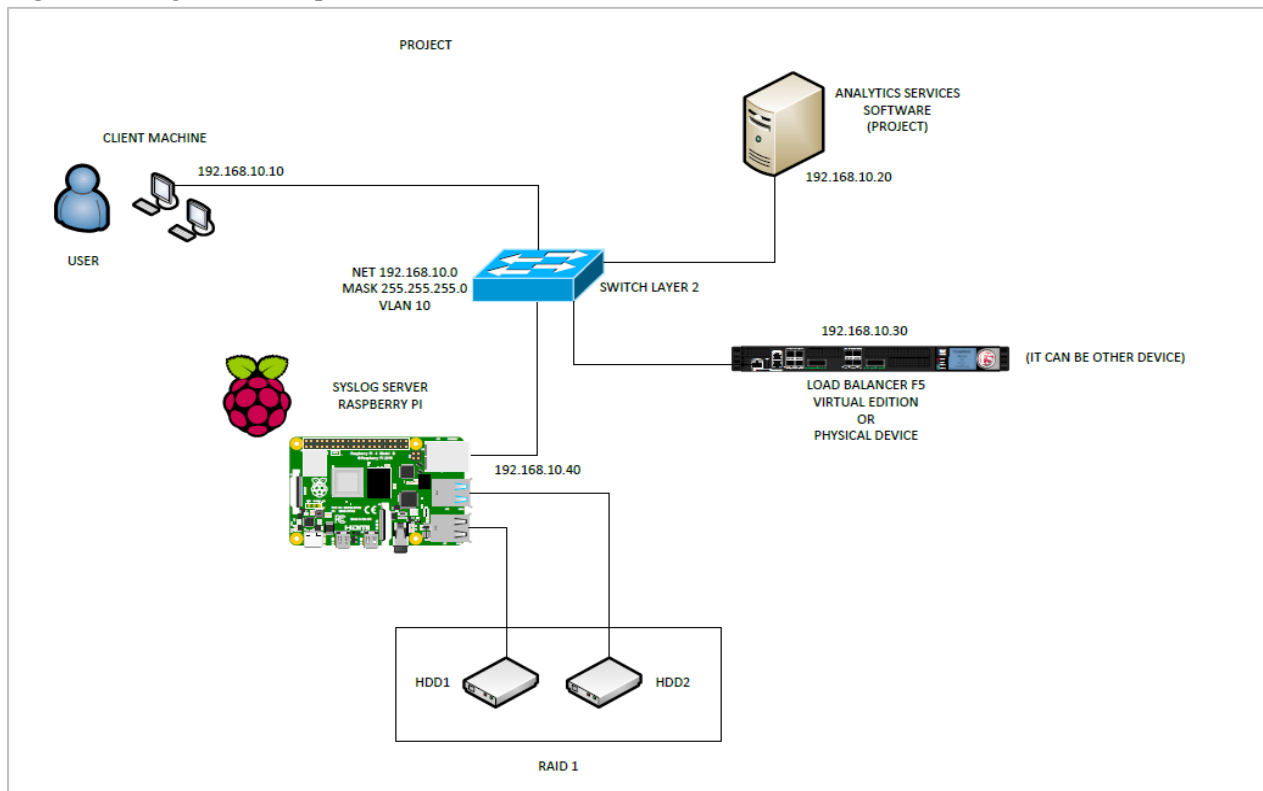 PROJECT
ANALYTICS SERVICES
SOFTWARE
(PROJECT)
CLIENT MACHINE
192.168.10.10
192.168.10.20
USER
NET 192.168.10.0
MASK 255.255.255.0
VLAN 10
SWITCH LAYER 2
192.168.10.30
(IT CAN BE OTHER DEVICE)
LOAD BALANCER F5
VIRTUAL EDITION
OR
PHYSICAL DEVICE
SYSLOG SERVER
RASPBERRY PI
192.168.10.40
HDD1
HDD2
RAID 1